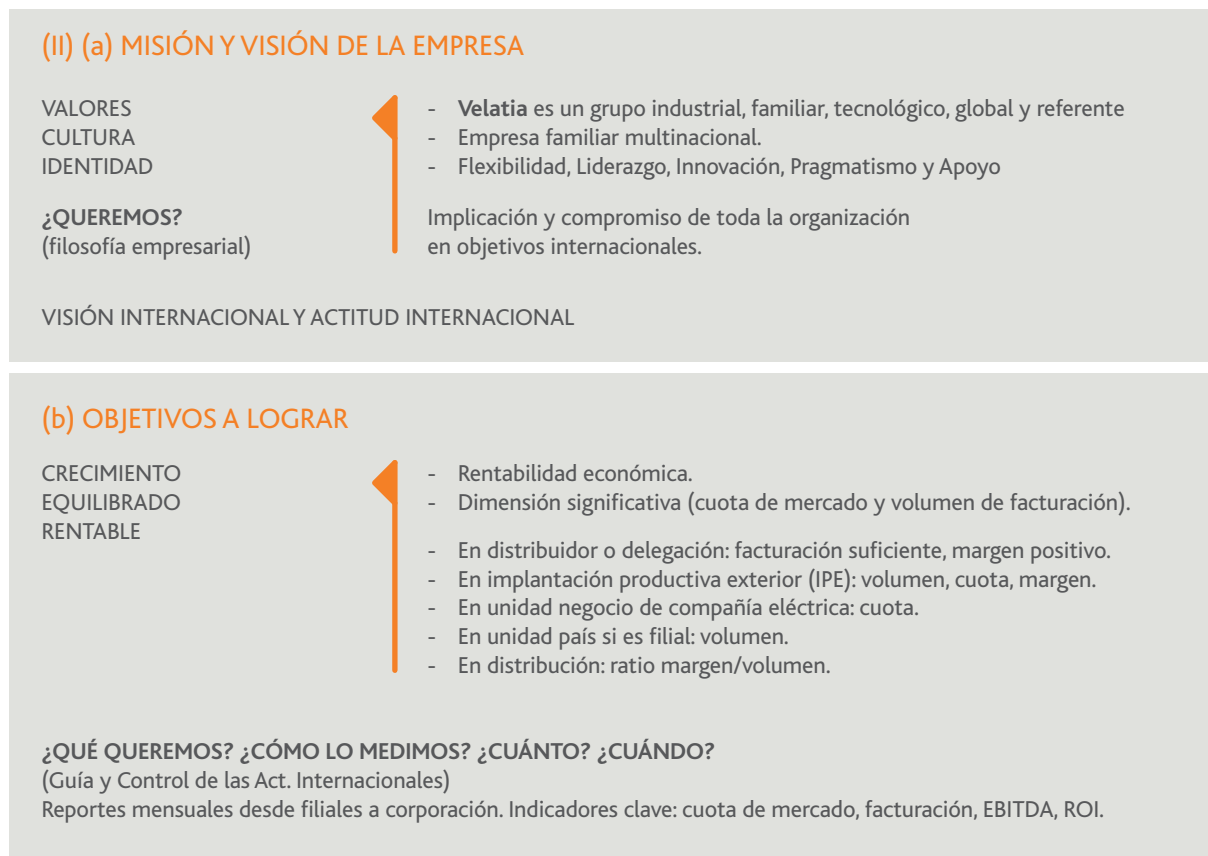 (II) (a) MISIÓN Y VISIÓN DE LA EMPRESA
VALORES
CULTURA
IDENTIDAD
- Velatia es un grupo industrial, familiar, tecnológico, global y referente
- Empresa familiar multinacional.
- Flexibilidad, Liderazgo, Innovación, Pragmatismo y Apoyo
¿QUEREMOS?
(filosofía empresarial)
Implicación y compromiso de toda la organización
en objetivos internacionales.
VISIÓN INTERNACIONAL Y ACTITUD INTERNACIONAL
(b) OBJETIVOS A LOGRAR
CRECIMIENTO
EQUILIBRADO
RENTABLE
- Rentabilidad económica.
- Dimensión significativa (cuota de mercado y volumen de facturación).
- En distribuidor o delegación: facturación suficiente, margen positivo.
- En implantación productiva exterior (IPE): volumen, cuota, margen.
- En unidad negocio de compañía eléctrica: cuota.
- En unidad país si es filial: volumen.
- En distribución: ratio margen/volumen.
¿QUÉ QUEREMOS? ¿CÓMO LO MEDIMOS? ¿CUÁNTO? ¿CUÁNDO?
(Guía y Control de las Act. Internacionales)
Reportes mensuales desde filiales a corporación. Indicadores clave: cuota de mercado, facturación, EBITDA, ROI.